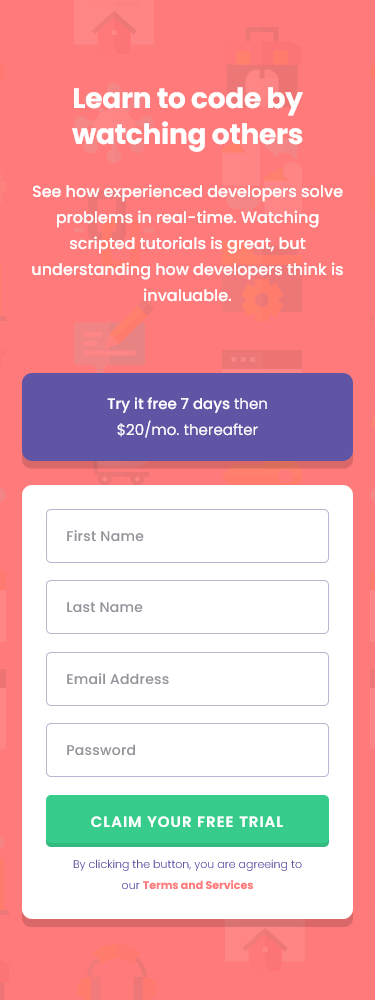 Learn to code by
watching others
See how experienced developers solve
problems in real-time. Watching
scripted tutorials is great, but
understanding how developers think is
invaluable.
Try it free 7 days then
$20/mo. thereafter
First Name
Last Name
Email Address
Password
CLAIM YOUR FREE TRIAL
By clicking the button, you are agreeing to
our Terms and Services